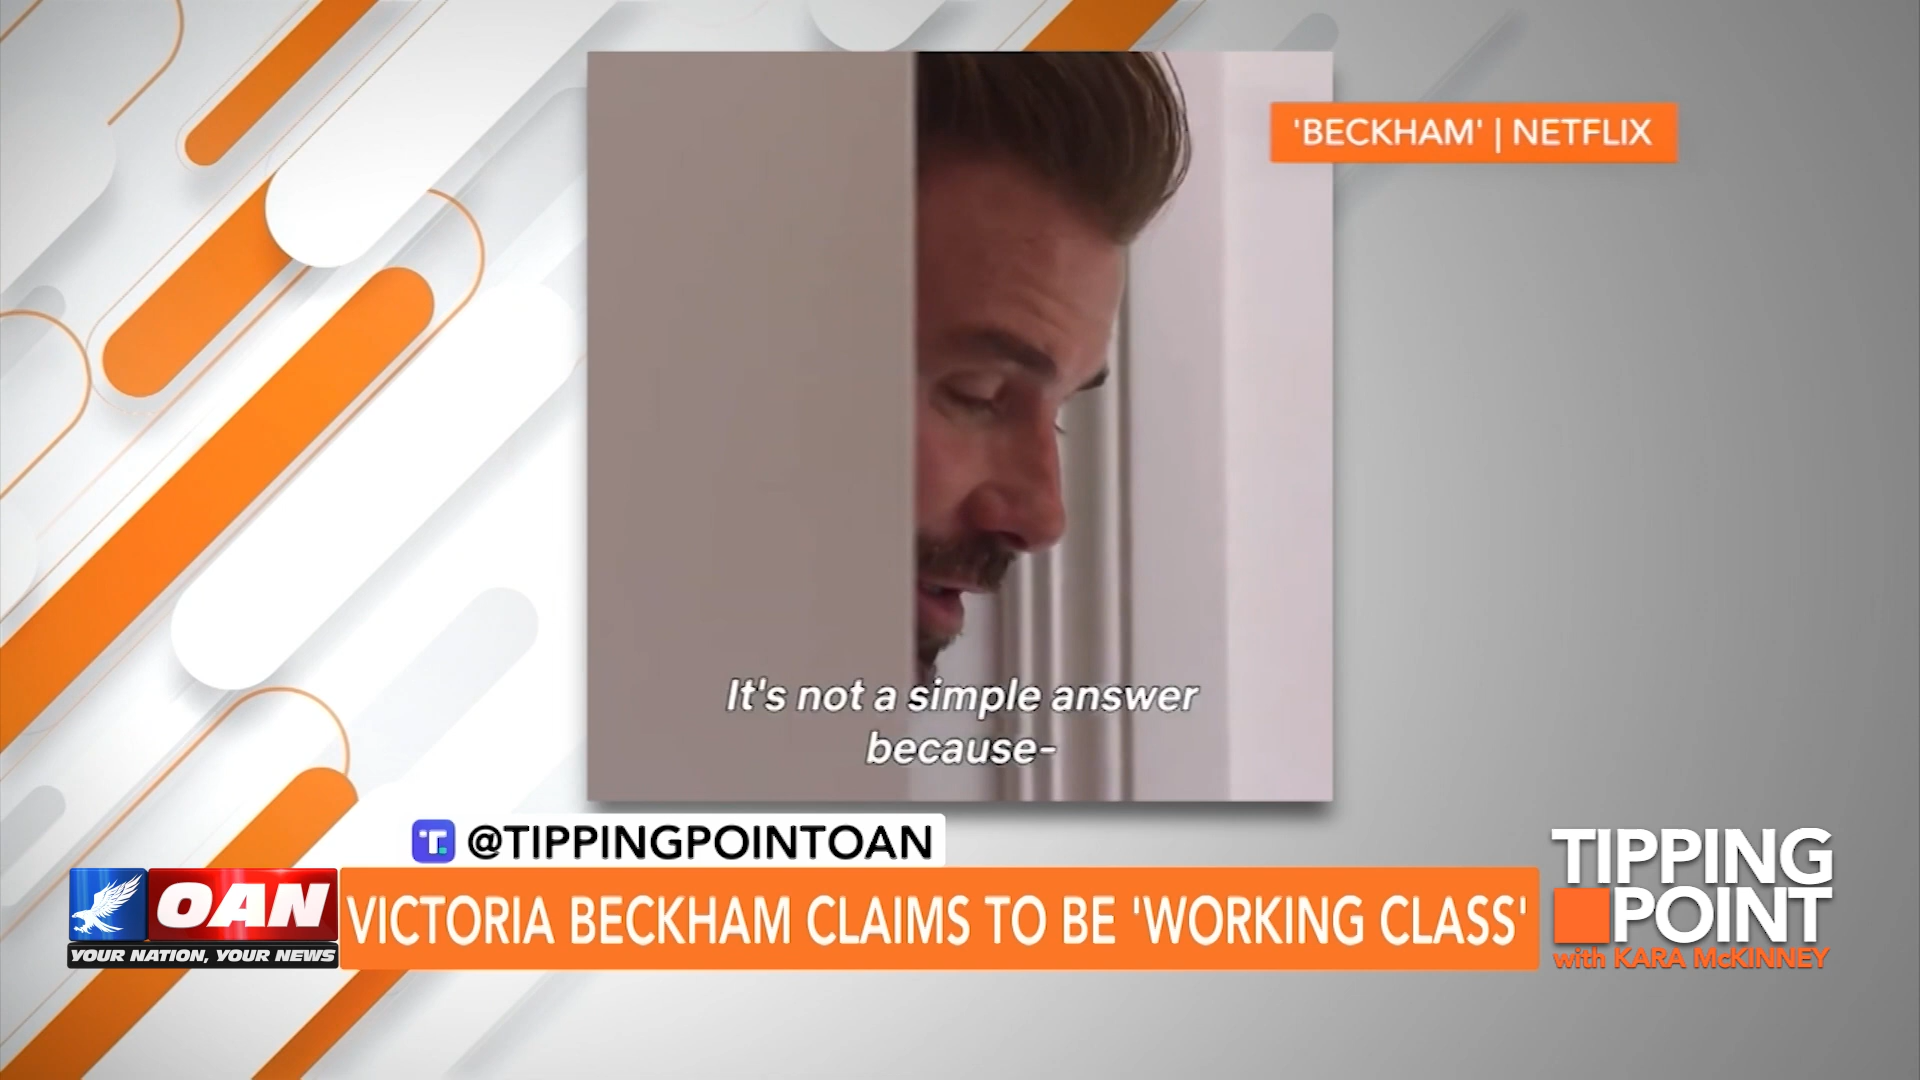 'BECKHAM' | NETFLIX
It's not a simple answer
because-
T.
@TIPPINGPOINTOAN
OAN
YOUR NATION, YOUR NEWS
VICTORIA BECKHAM CLAIMS TO BE 'WORKING CLASS'
TIPPING
POINT
with KARA McKINNEY